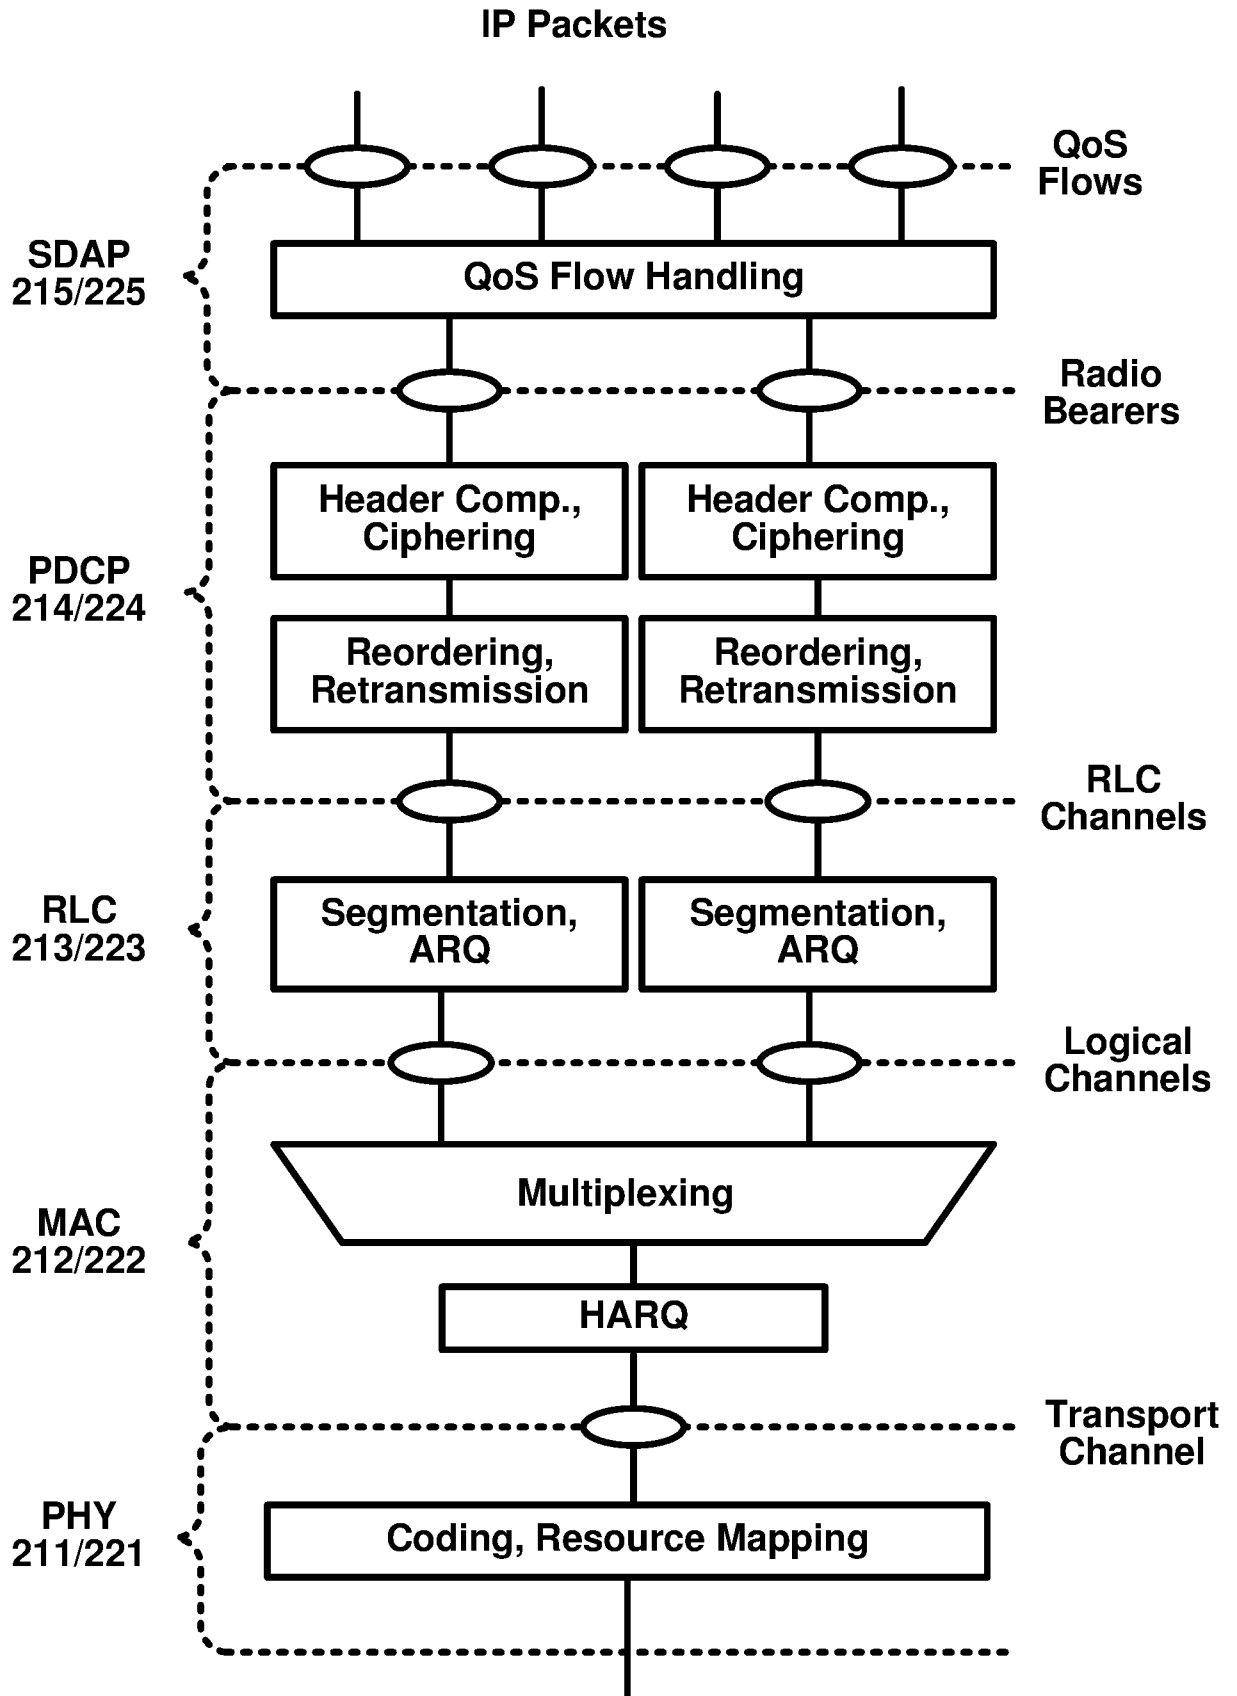 IP Packets
QoS
Flows
SDAP
215/225
QoS Flow Handling
Radio
Bearers
Header Comp.,
Ciphering
Header Comp.,
Ciphering
PDCP
214/224
Reordering,
Retransmission
Reordering,
Retransmission
RLC
Channels
RLC
213/223
Segmentation,
ARQ
Segmentation,
ARQ
Logical
Channels
Multiplexing
MAC
212/222
HARQ
Transport
Channel
PHY
211/221
Coding, Resource Mapping